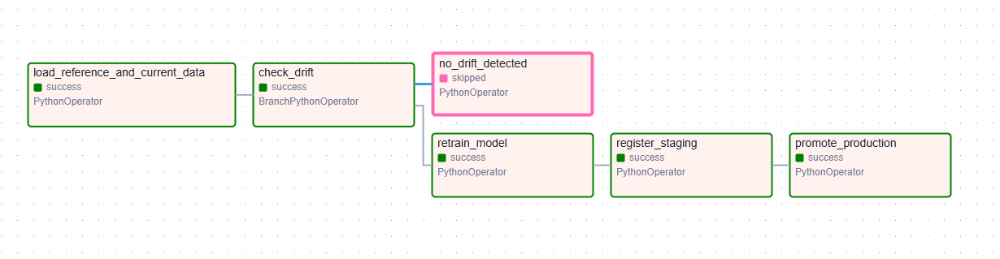 load_reference_and_current_data
success
PythonOperator
check_drift
success
BranchPythonOperator
no_drift_detected
skipped
PythonOperator
retrain_model
success
PythonOperator
register_staging
success
PythonOperator
promote_production
success
PythonOperator